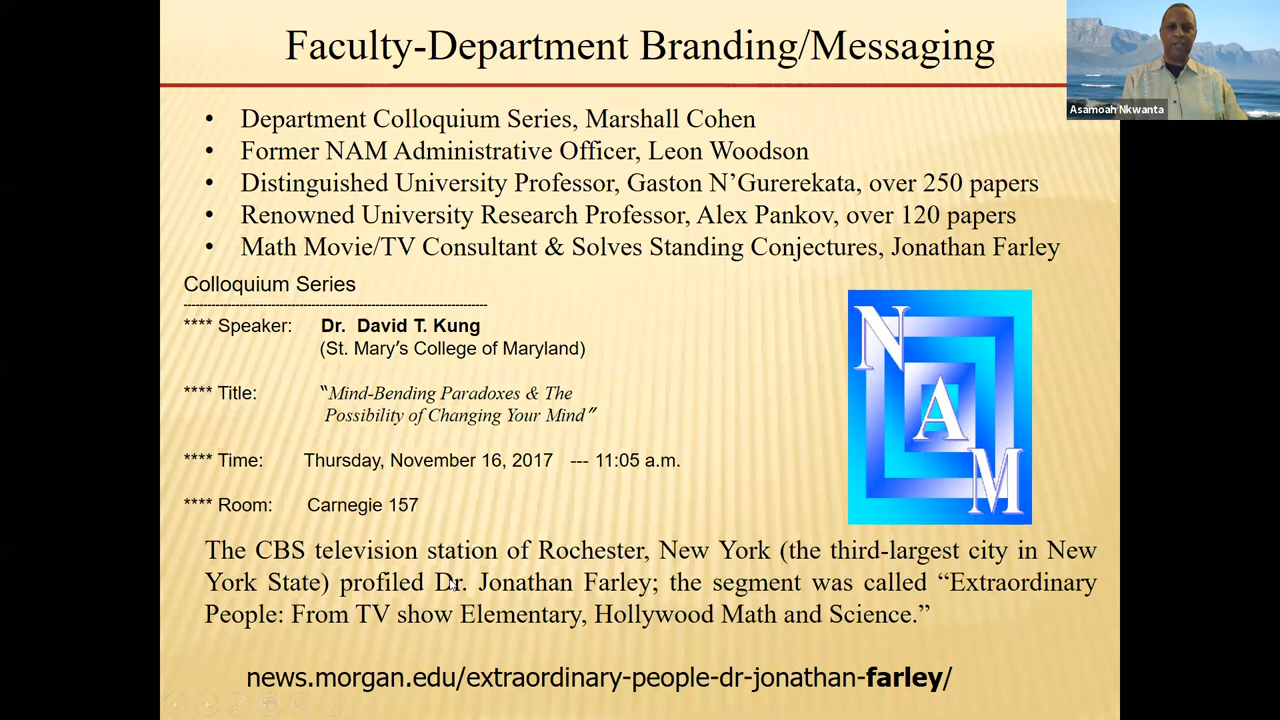 Faculty-Department Branding/Messaging
Asamoah Nkwanta
• Department Colloquium Series, Marshall Cohen
• Former NAM Administrative Officer, Leon Woodson
• Distinguished University Professor, Gaston N’Gurerekata, over 250 papers
• Renowned University Research Professor, Alex Pankov, over 120 papers
• Math Movie/TV Consultant & Solves Standing Conjectures, Jonathan Farley
Colloquium Series
--------------------------------------------------------------------------------
**** Speaker: Dr. David T. Kung
(St. Mary’s College of Maryland)
**** Title: “Mind-Bending Paradoxes & The
Possibility of Changing Your Mind”
**** Time: Thursday, November 16, 2017 --- 11:05 a.m.
**** Room: Carnegie 157
N
A
M
The CBS television station of Rochester, New York (the third-largest city in New
York State) profiled Dr. Jonathan Farley; the segment was called “Extraordinary
People: From TV show Elementary, Hollywood Math and Science.”
news.morgan.edu/extraordinary-people-dr-jonathan-farley/